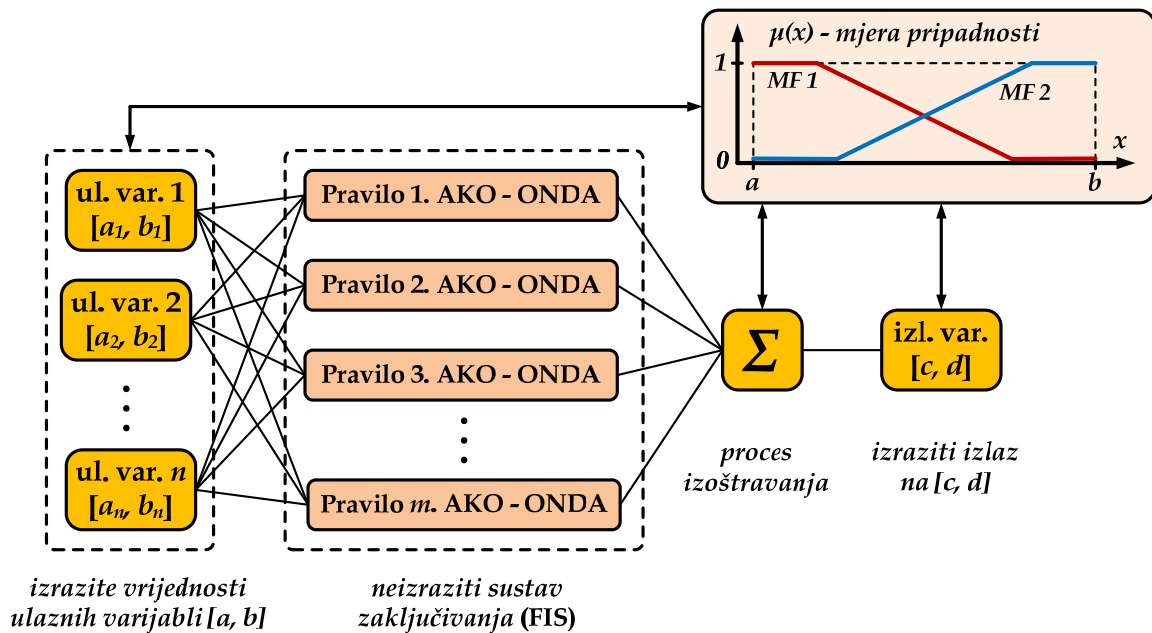 μ(x) - mjera pripadnosti
1
MF 1
MF 2
0
a
b
x
ul. var. 1
[a₁, b₁]
ul. var. 2
[a₂, b₂]
ul. var. n
[aₙ, bₙ]
Pravilo 1. AKO - ONDA
Pravilo 2. AKO - ONDA
Pravilo 3. AKO - ONDA
Pravilo m. AKO - ONDA
Σ
izl. var.
[c, d]
proces
izoštravanja
izraziti izlaz
na [c, d]
izrazite vrijednosti
ulaznih varijabli [a, b]
neizraziti sustav
zaključivanja (FIS)